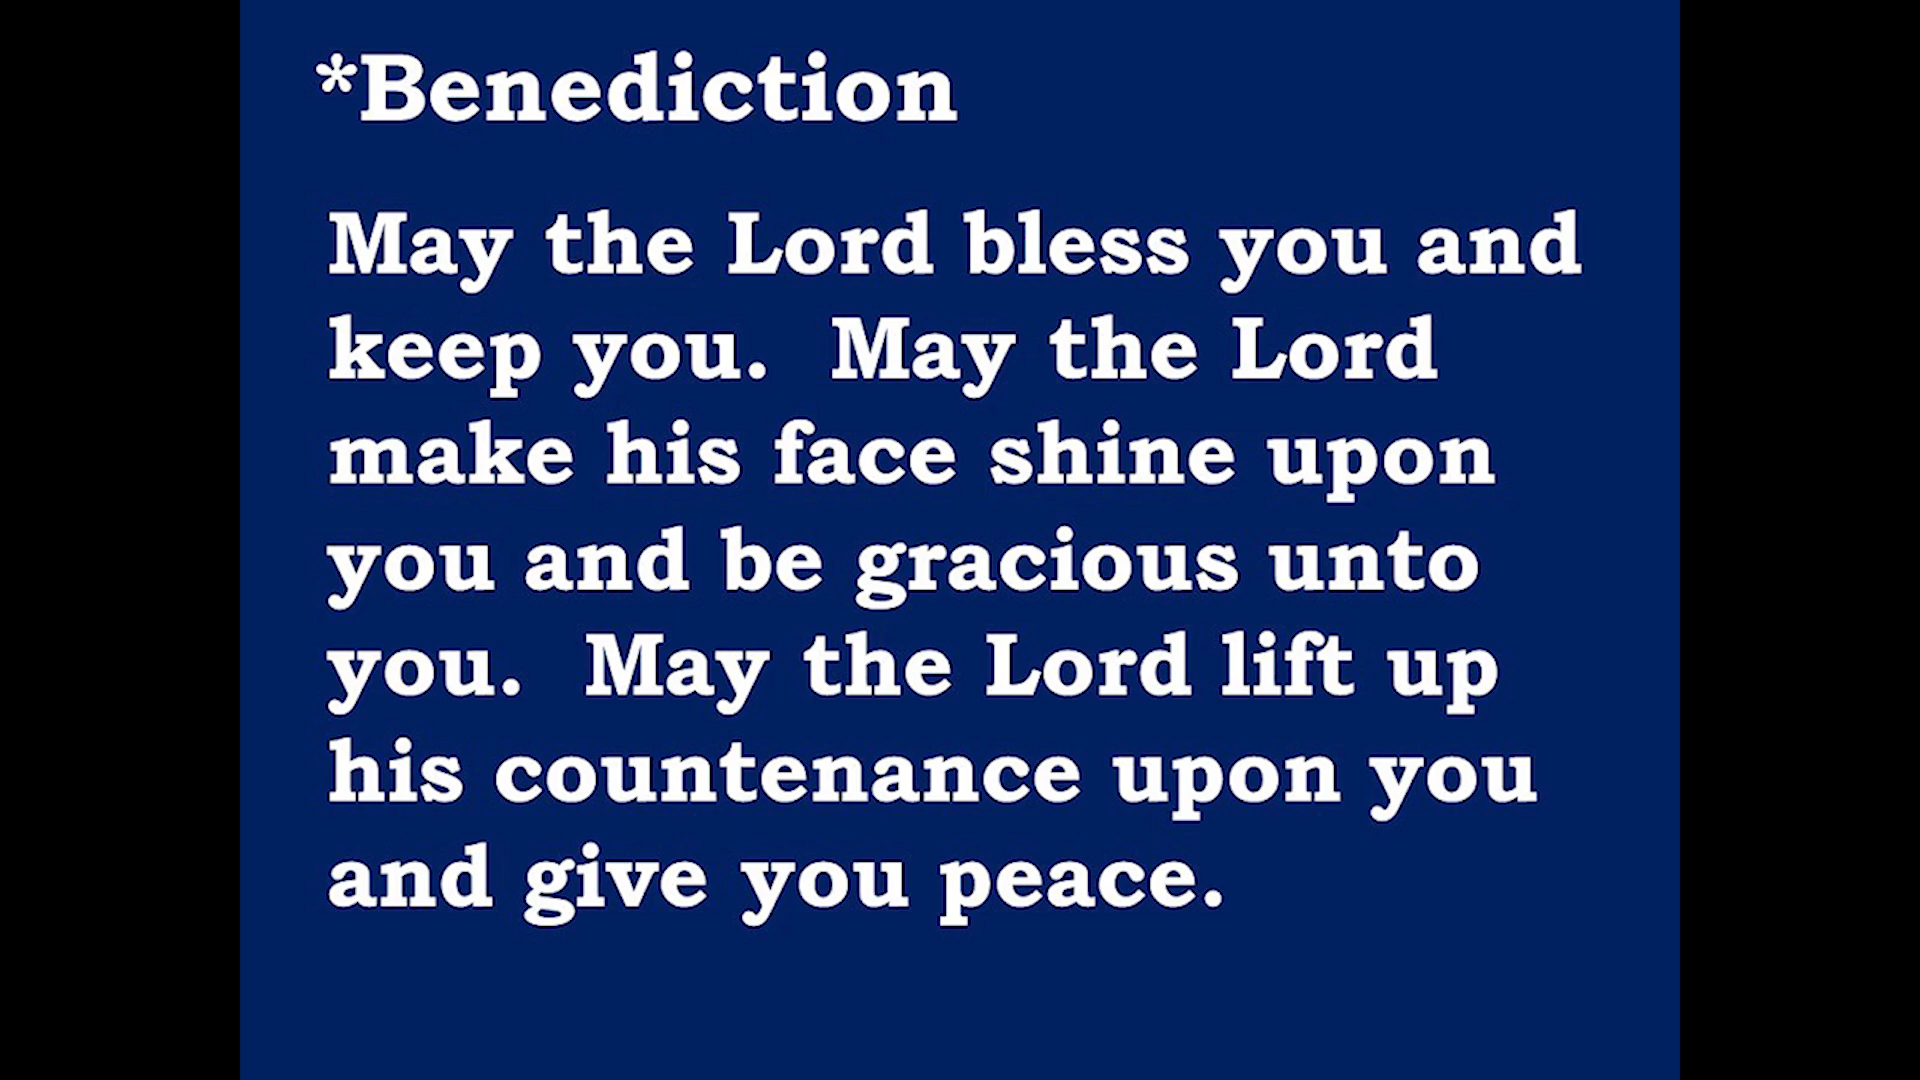 *Benediction
May the Lord bless you and
keep you.  May the Lord
make his face shine upon
you and be gracious unto
you.  May the Lord lift up
his countenance upon you
and give you peace.